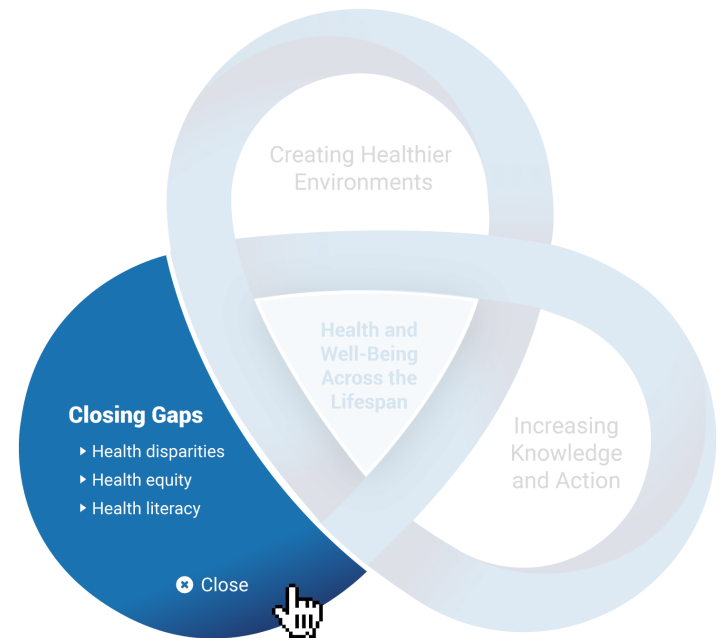 Creating Healthier
Environments
Health and
Well-Being
Across the
Lifespan
Closing Gaps
Health disparities
Health equity
Health literacy
Close
Increasing
Knowledge
and Action